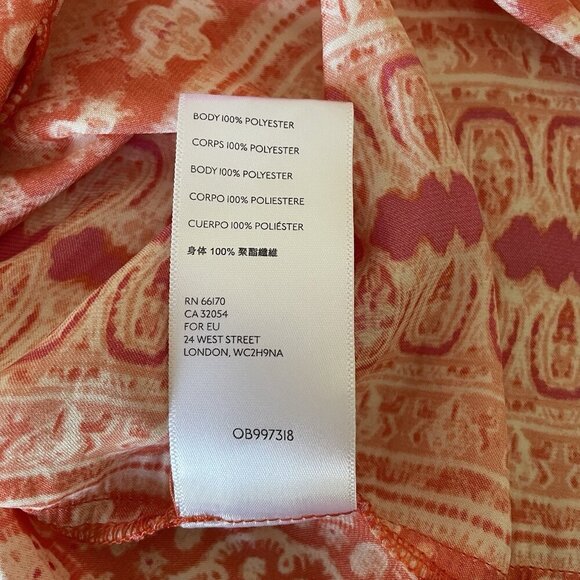 BODY 100% POLYESTER
CORPS 100% POLYESTER
BODY 100% POLYESTER
CORPO 100% POLIESTERE
CUERPO 100% POLIÉSTER
身体 100% 聚酯纖維
RN 66170
CA 32054
FOR EU
24 WEST STREET
LONDON, WC2H9NA
OB997318